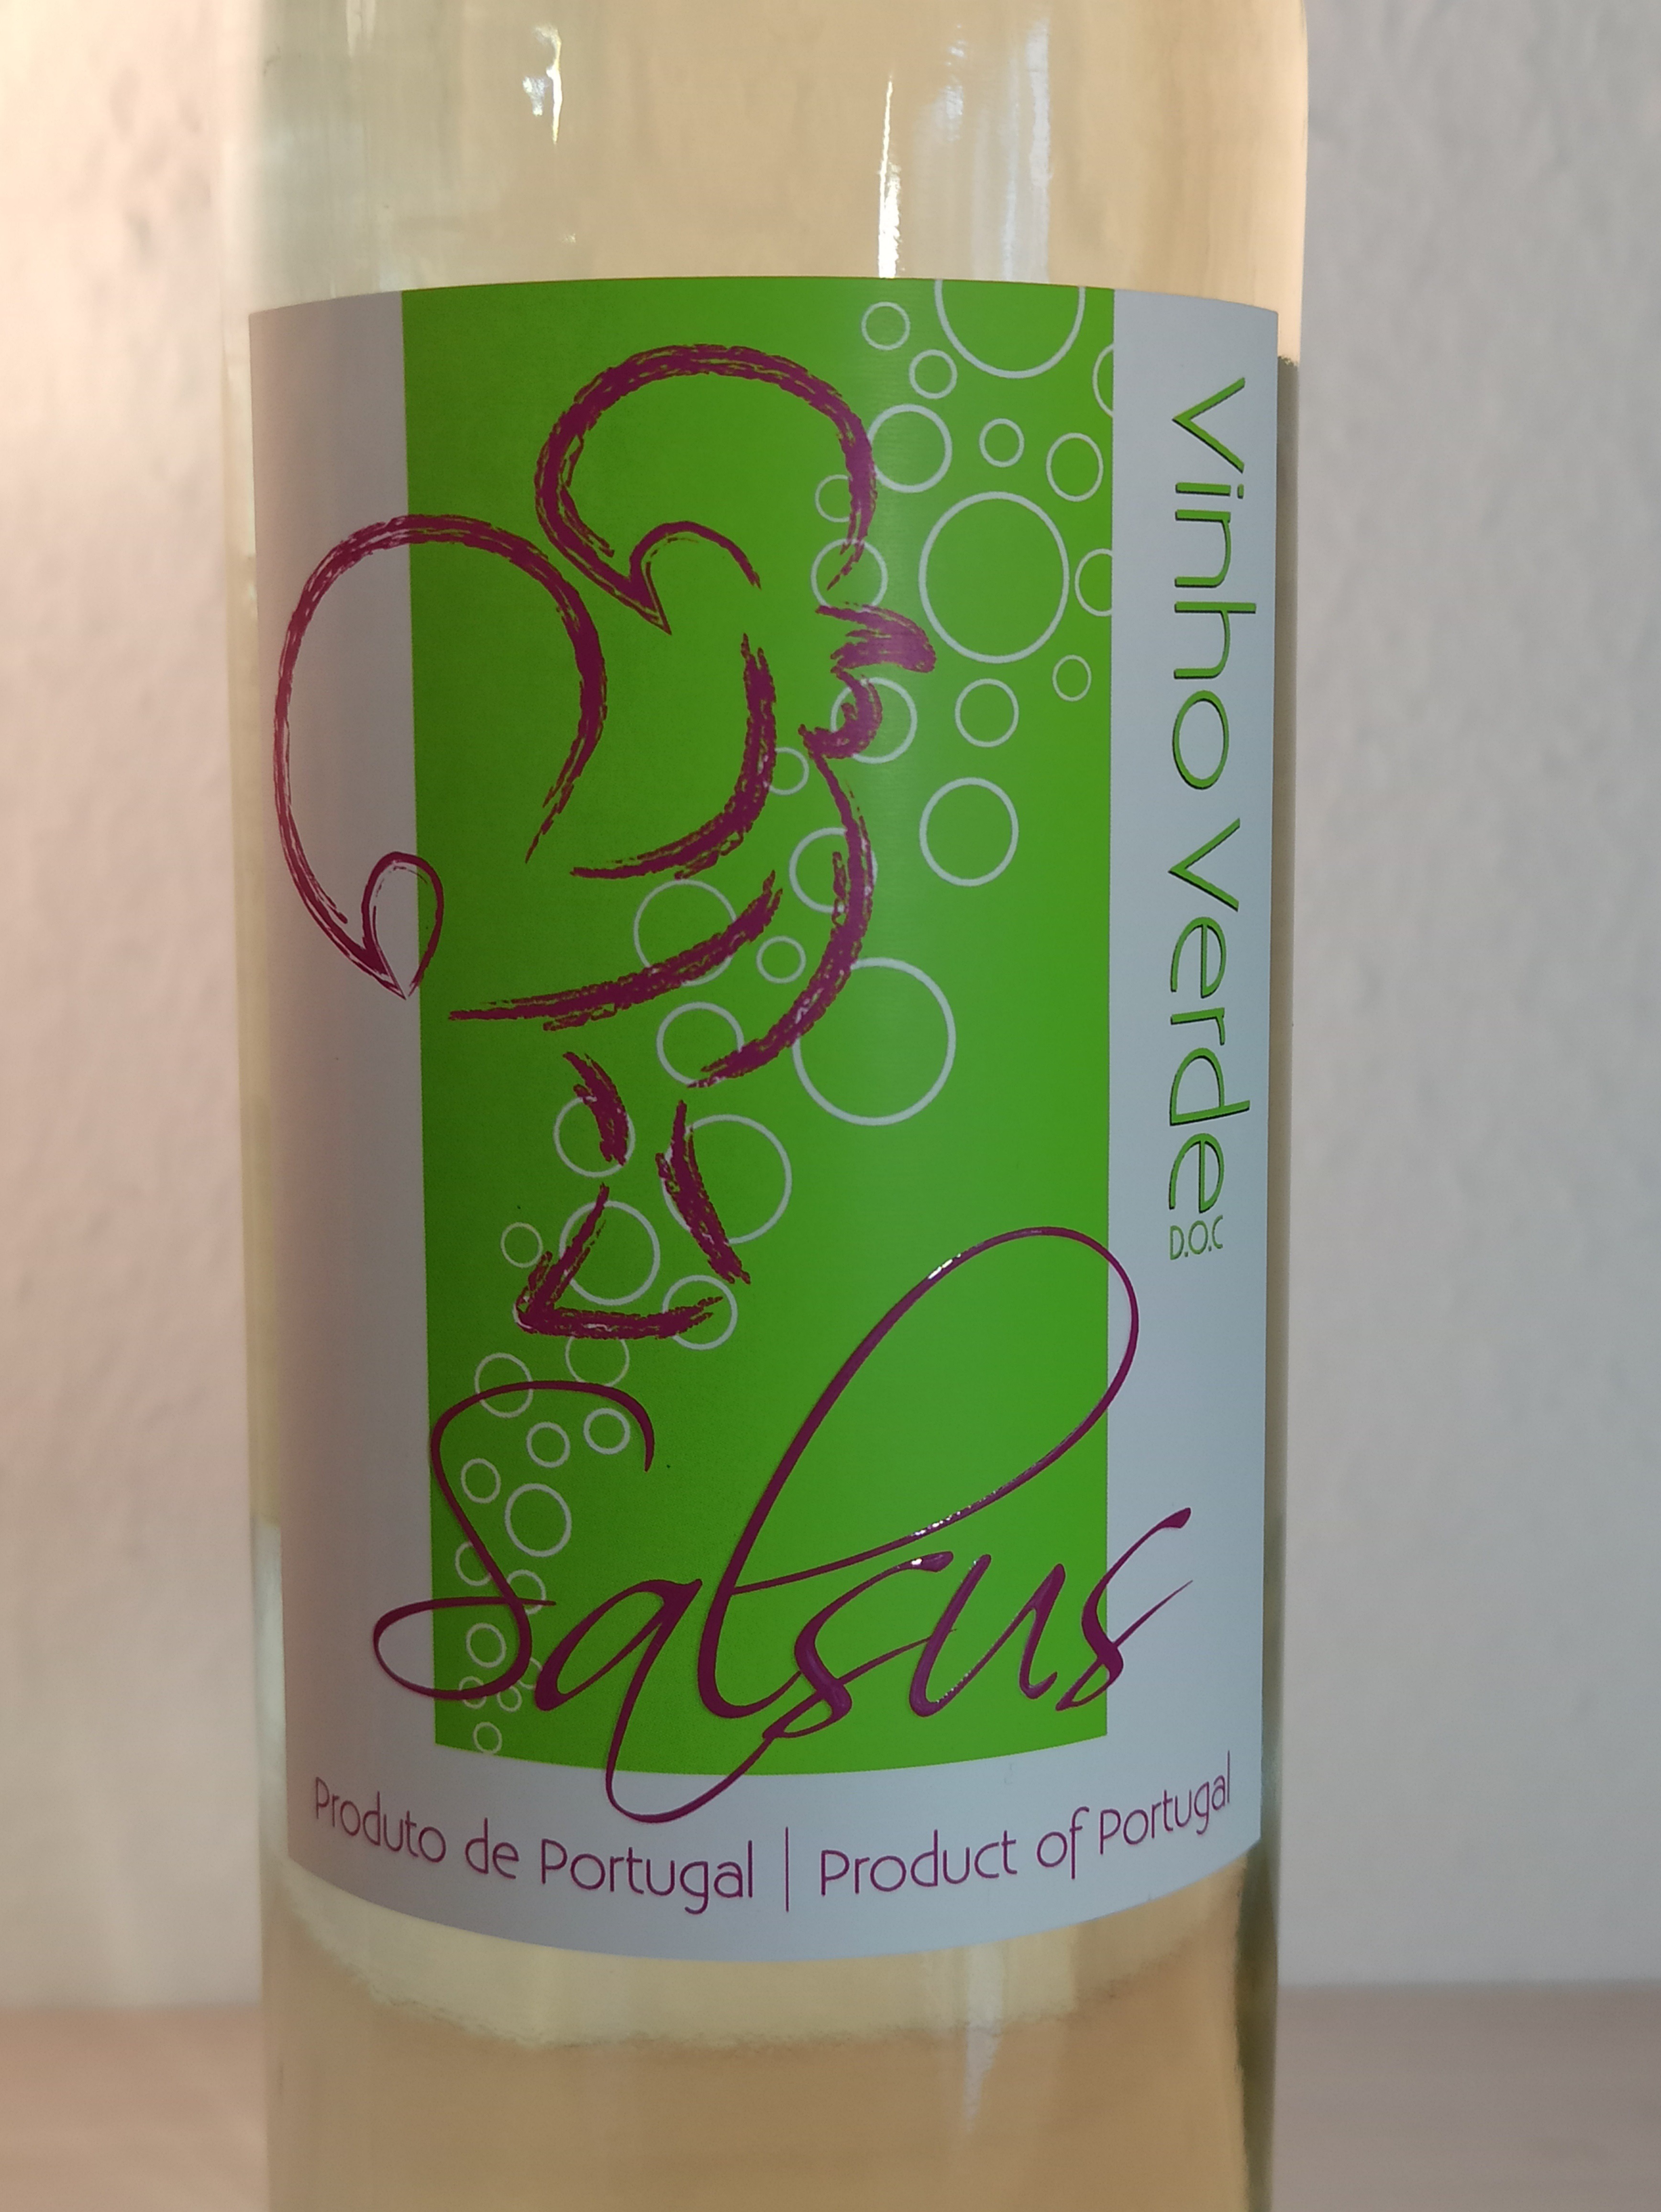 Vinho Verde D.O.C
Salsus
Produto de Portugal | Product of Portugal